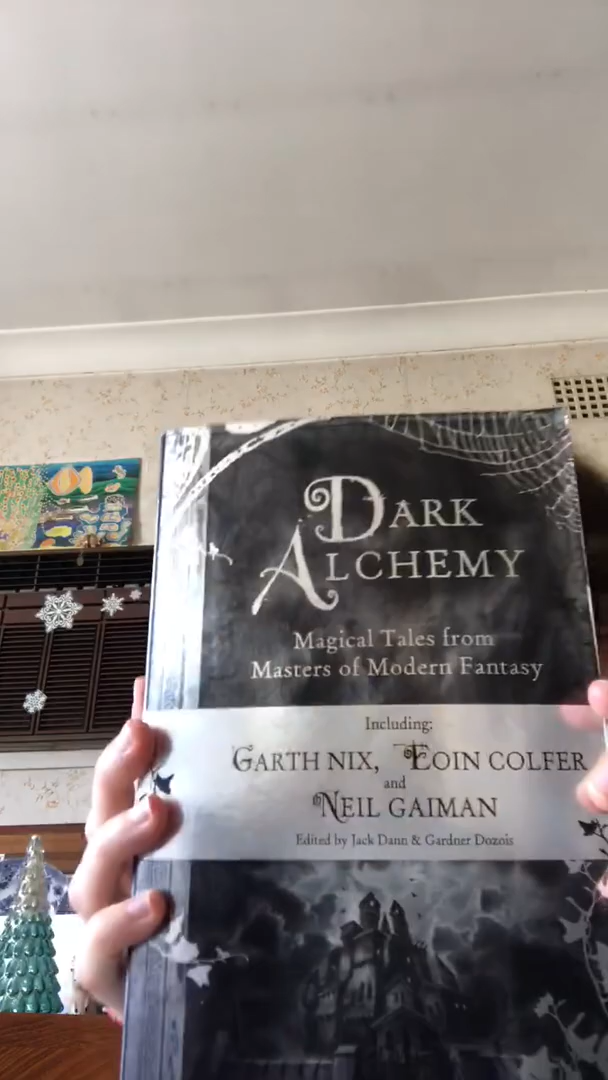 DARK
ALCHEMY
Magical Tales from
Masters of Modern Fantasy
Including:
GARTH NIX, EOIN COLFER
and
NEIL GAIMAN
Edited by Jack Dann & Gardner Dozois